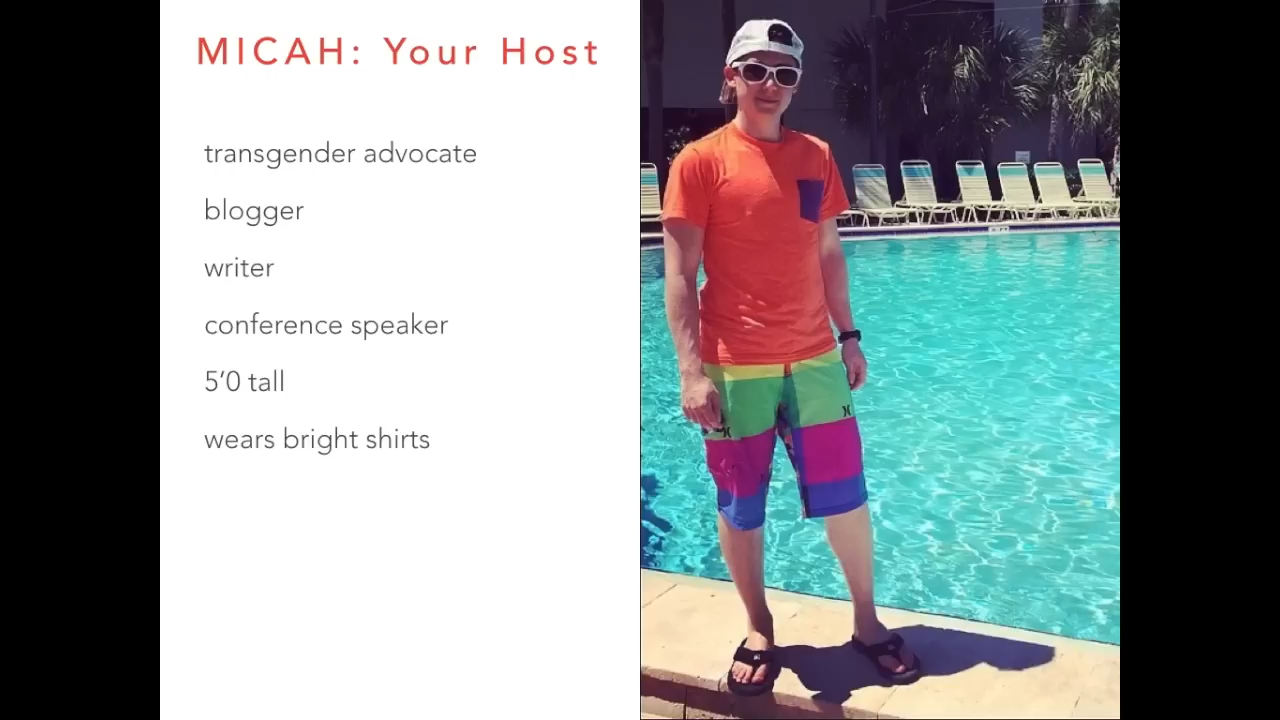 MICAH: Your Host
transgender advocate
blogger
writer
conference speaker
5’0 tall
wears bright shirts